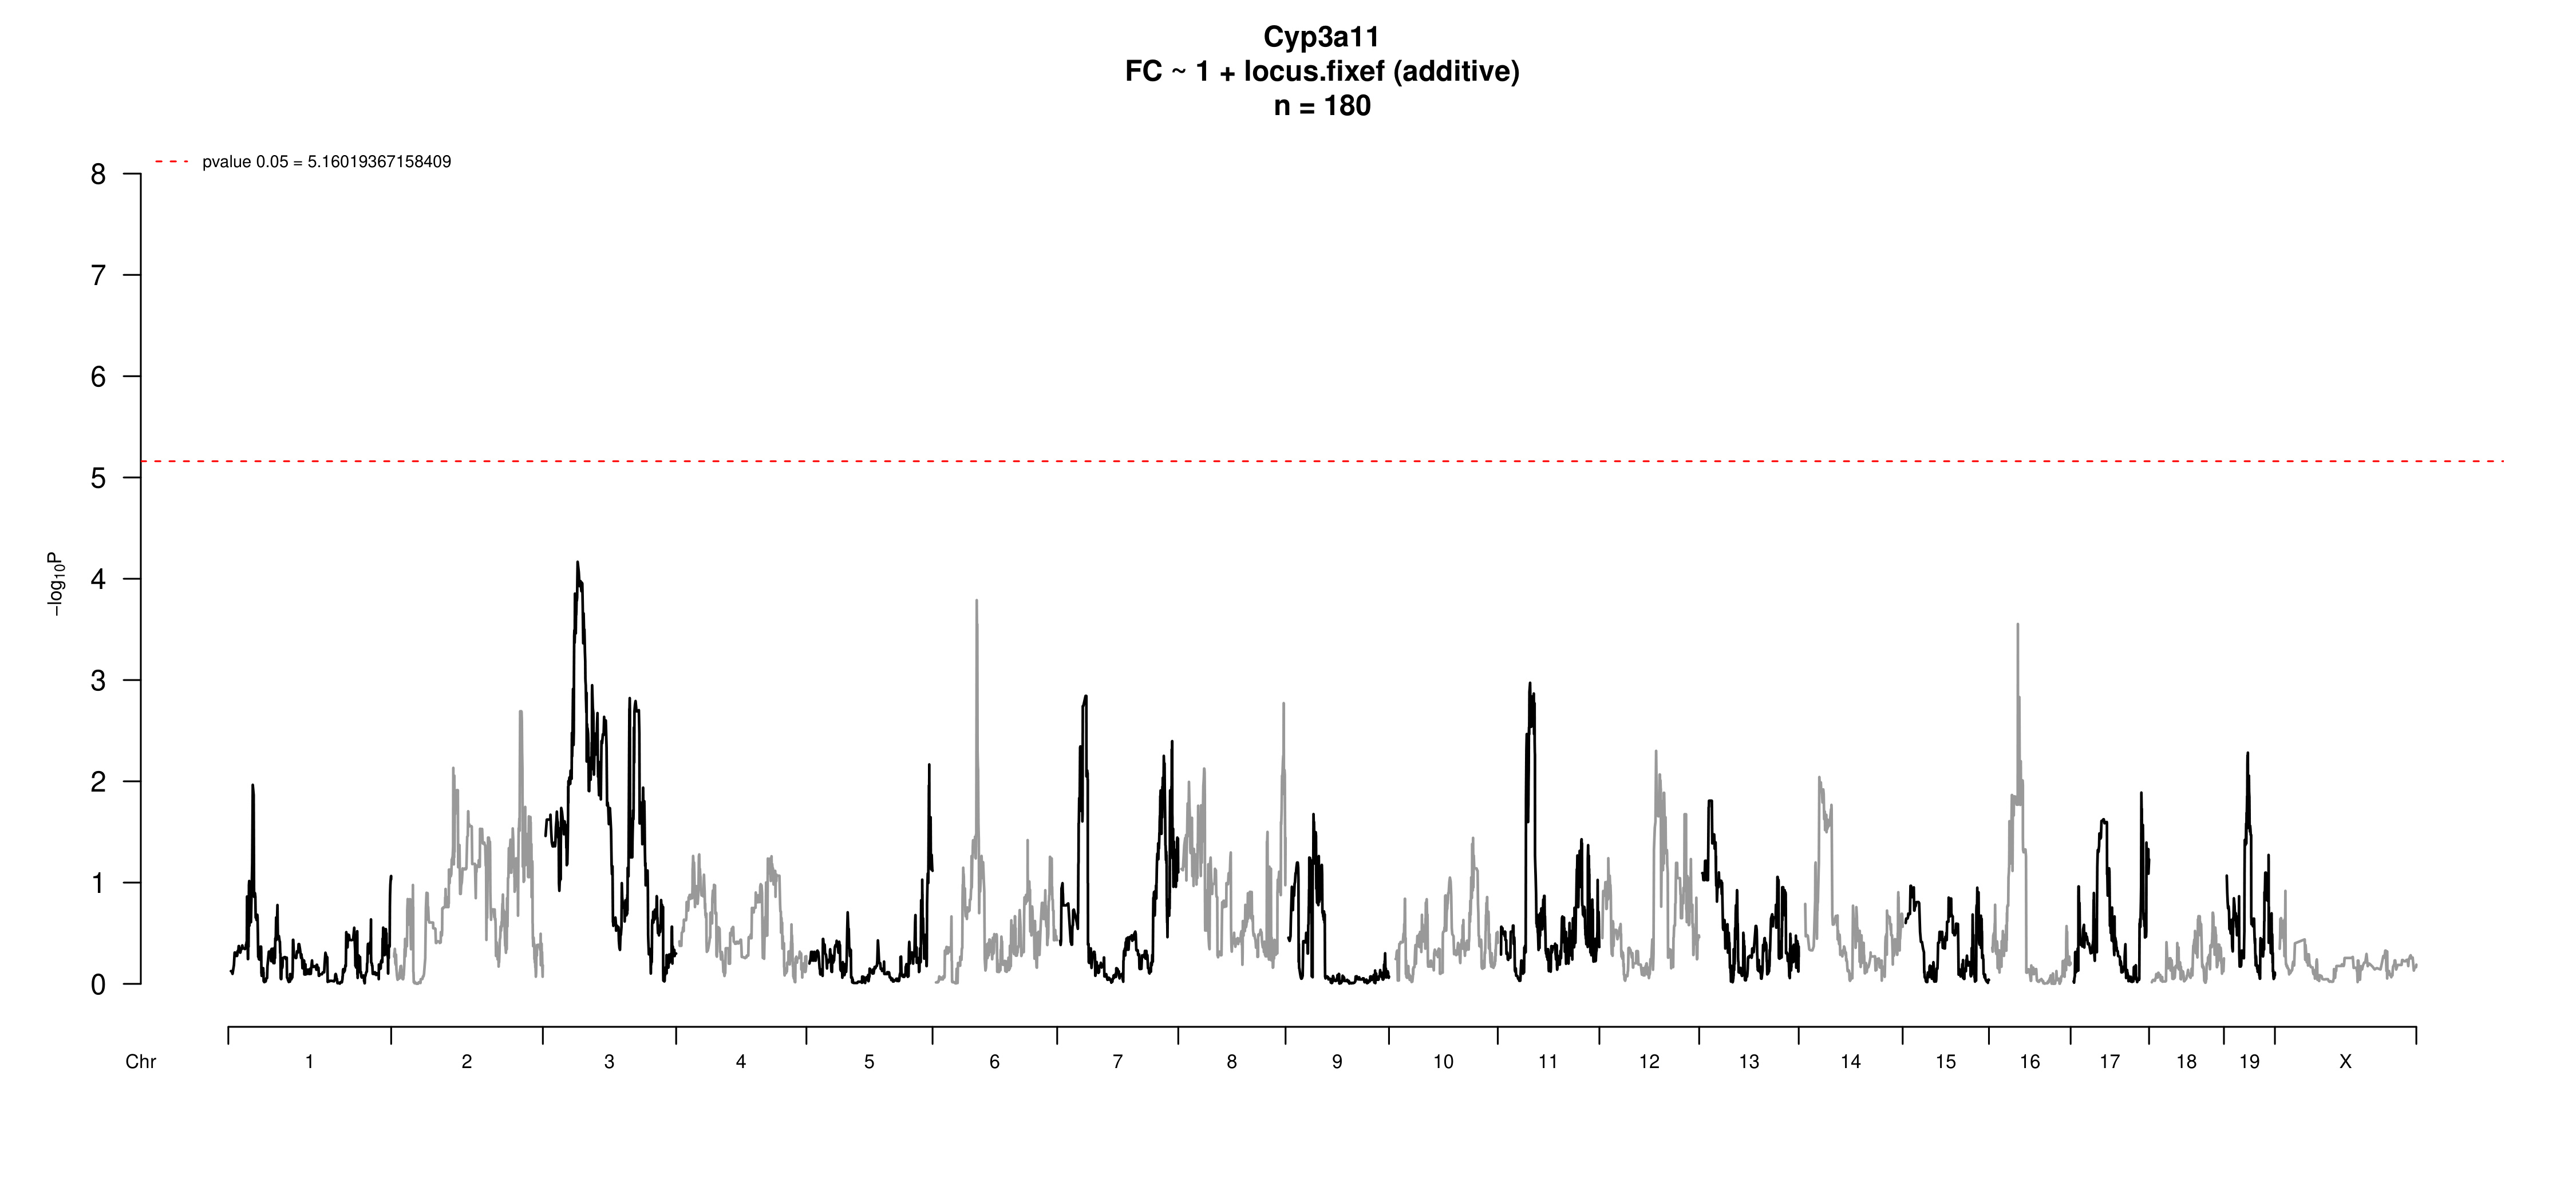 Cyp3a11
FC ~ 1 + locus.fixef (additive)
n = 180
pvalue 0.05 = 5.16019367158409
8
7
6
5
4
3
2
1
0
−log10P
Chr 1 2 3 4 5 6 7 8 9 10 11 12 13 14 15 16 17 18 19 X